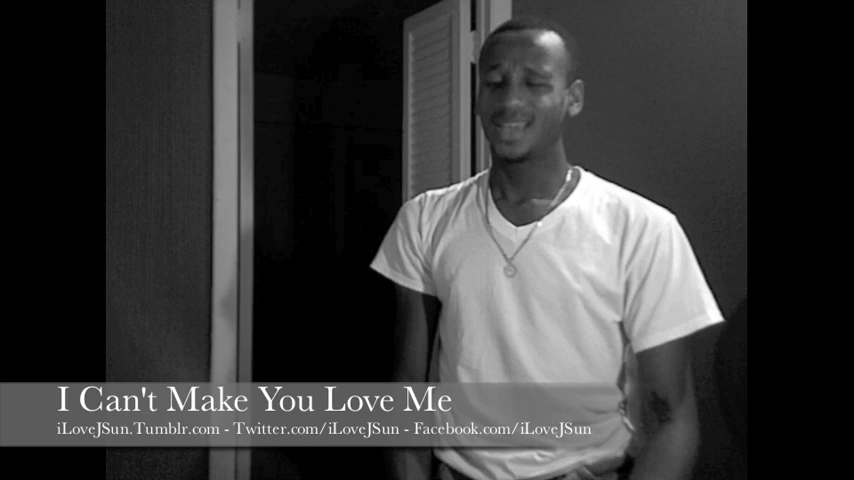 I Can't Make You Love Me
iLoveJSun.Tumblr.com - Twitter.com/iLoveJSun - Facebook.com/iLoveJSun